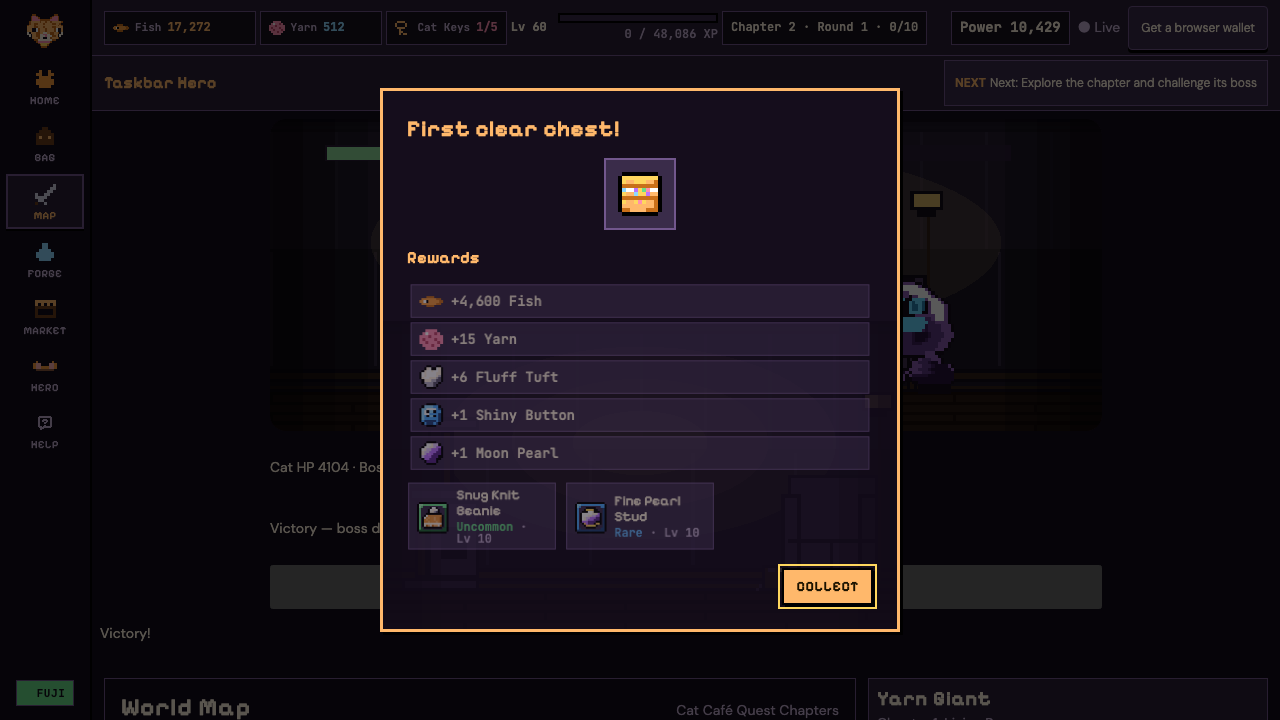 Fish 17,272
Yarn 512
Cat Keys 1/5
Lv 60
0 / 48,086 XP
Chapter 2 · Round 1 · 0/10
Power 10,429
Live
Get a browser wallet
HOME
BAG
MAP
FORGE
MARKET
HERO
HELP
FUJI
Taskbar Hero
NEXT Next: Explore the chapter and challenge its boss
First clear chest!
Rewards
+4,600 Fish
+15 Yarn
+6 Fluff Tuft
+1 Shiny Button
+1 Moon Pearl
Snug Knit
Beanie
Uncommon ·
Lv 10
Fine Pearl
Stud
Rare · Lv 10
COLLECT
Cat HP 4104 · Bos
Victory — boss d
Victory!
World Map
Cat Café Quest Chapters
Yarn Giant